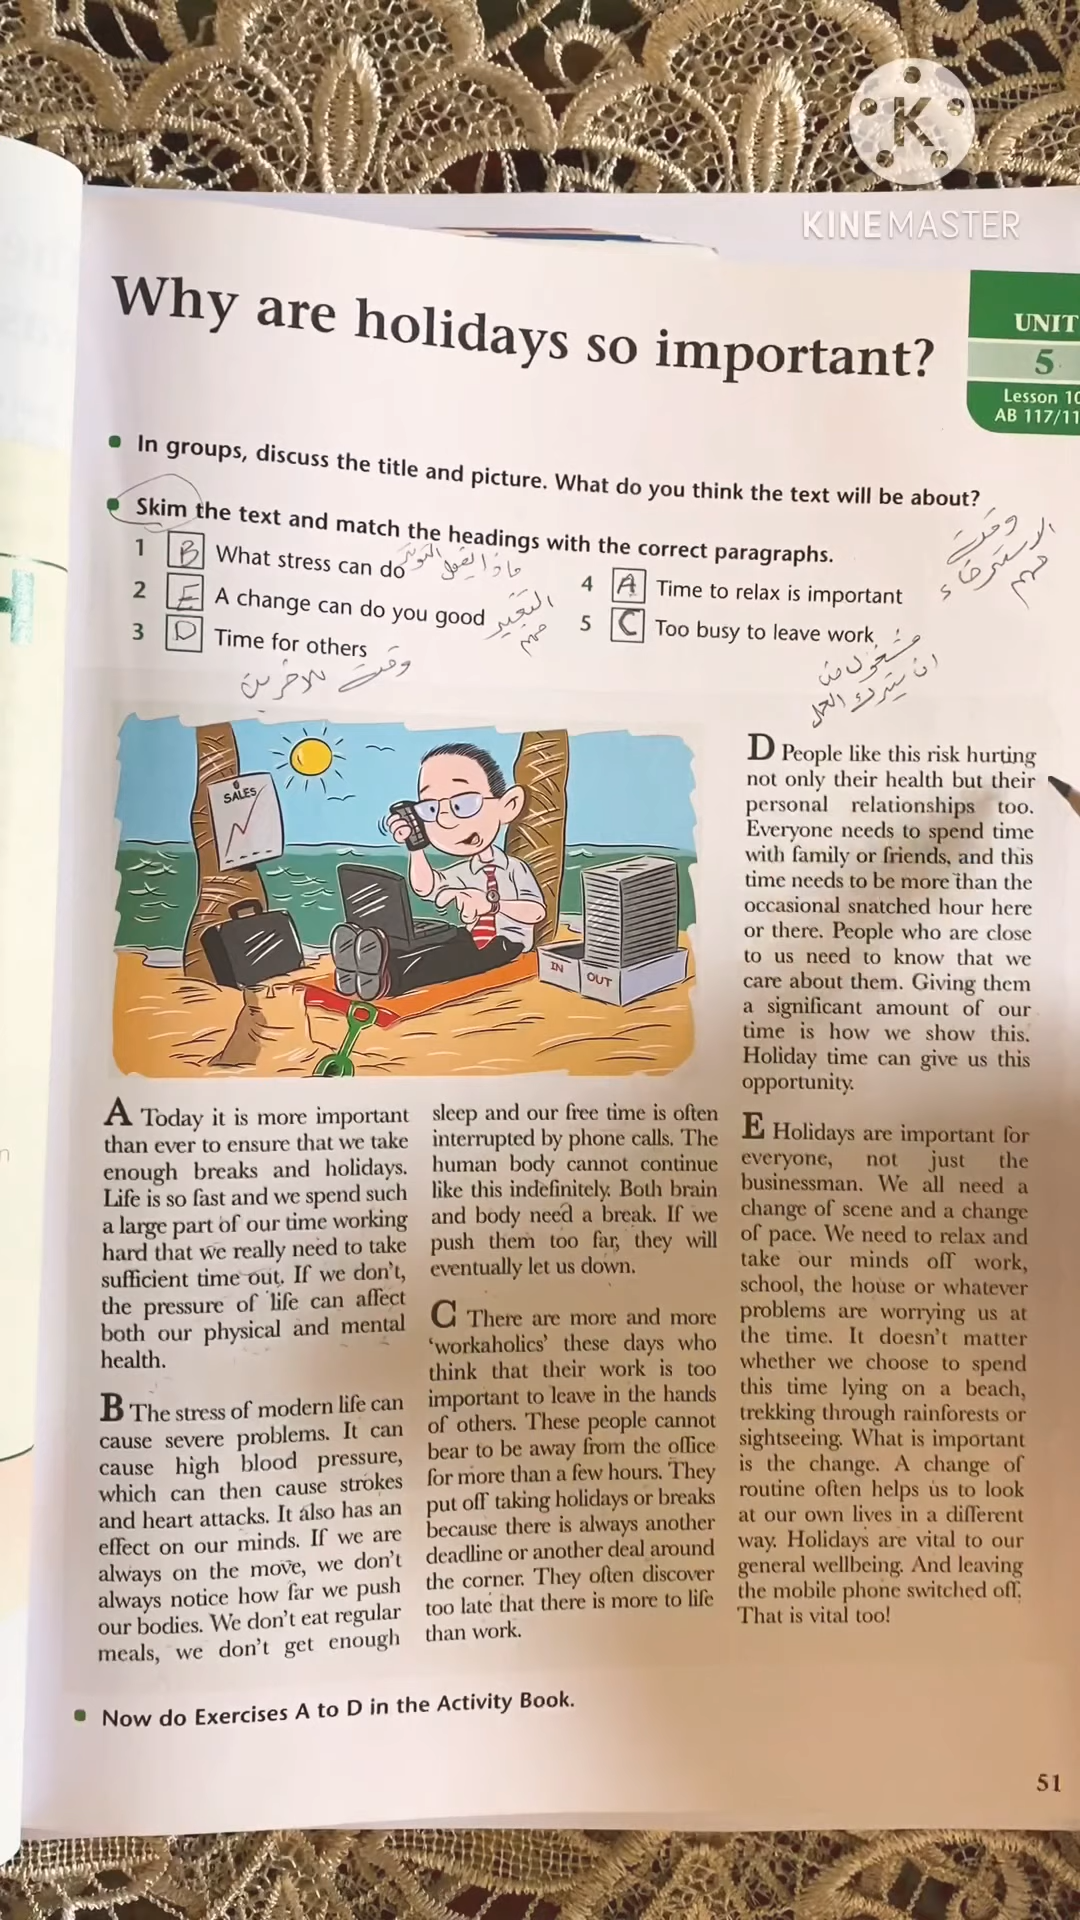 KINEMASTER
Why are holidays so important?
UNIT
5
Lesson 10
AB 117/11
In groups, discuss the title and picture. What do you think the text will be about?
Skim the text and match the headings with the correct paragraphs.
1 B What stress can do ماذا يفعل التوتر
2 E A change can do you good التغيير مهم
3 D Time for others
وقت للاخرين
4 A Time to relax is important
وقت الاسترخاء مهم
5 C Too busy to leave work
مشغول من ان يترك العمل
SALES
IN
OUT
A Today it is more important
than ever to ensure that we take
enough breaks and holidays.
Life is so fast and we spend such
a large part of our time working
hard that we really need to take
sufficient time out. If we don't,
the pressure of life can affect
both our physical and mental
health.
B The stress of modern life can
cause severe problems. It can
cause high blood pressure,
which can then cause strokes
and heart attacks. It also has an
effect on our minds. If we are
always on the move, we don't
always notice how far we push
our bodies. We don't eat regular
meals, we don't get enough
sleep and our free time is often
interrupted by phone calls. The
human body cannot continue
like this indefinitely. Both brain
and body need a break. If we
push them too far, they will
eventually let us down.
C There are more and more
'workaholics' these days who
think that their work is too
important to leave in the hands
of others. These people cannot
bear to be away from the office
for more than a few hours. They
put off taking holidays or breaks
because there is always another
deadline or another deal around
the corner. They often discover
too late that there is more to life
than work.
D People like this risk hurting
not only their health but their
personal relationships too.
Everyone needs to spend time
with family or friends, and this
time needs to be more than the
occasional snatched hour here
or there. People who are close
to us need to know that we
care about them. Giving them
a significant amount of our
time is how we show this.
Holiday time can give us this
opportunity.
E Holidays are important for
everyone, not just the
businessman. We all need a
change of scene and a change
of pace. We need to relax and
take our minds off work,
school, the house or whatever
problems are worrying us at
the time. It doesn't matter
whether we choose to spend
this time lying on a beach,
trekking through rainforests or
sightseeing. What is important
is the change. A change of
routine often helps us to look
at our own lives in a different
way. Holidays are vital to our
general wellbeing. And leaving
the mobile phone switched off.
That is vital too!
Now do Exercises A to D in the Activity Book.
51